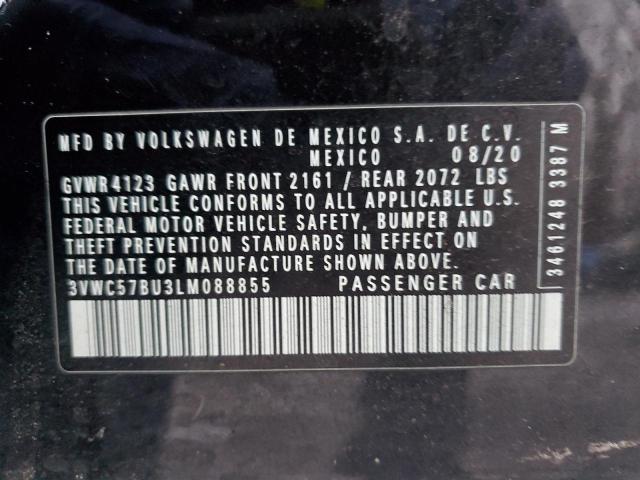 MFD BY VOLKSWAGEN DE MEXICO S.A. DE C.V.
MEXICO 08/20
GVWR 4123 GAWR FRONT 2161 / REAR 2072 LBS
THIS VEHICLE CONFORMS TO ALL APPLICABLE U.S.
FEDERAL MOTOR VEHICLE SAFETY, BUMPER AND
THEFT PREVENTION STANDARDS IN EFFECT ON
THE DATE OF MANUFACTURE SHOWN ABOVE.
3VWC57BU3LM088855 PASSENGER CAR
3461248 3387 M